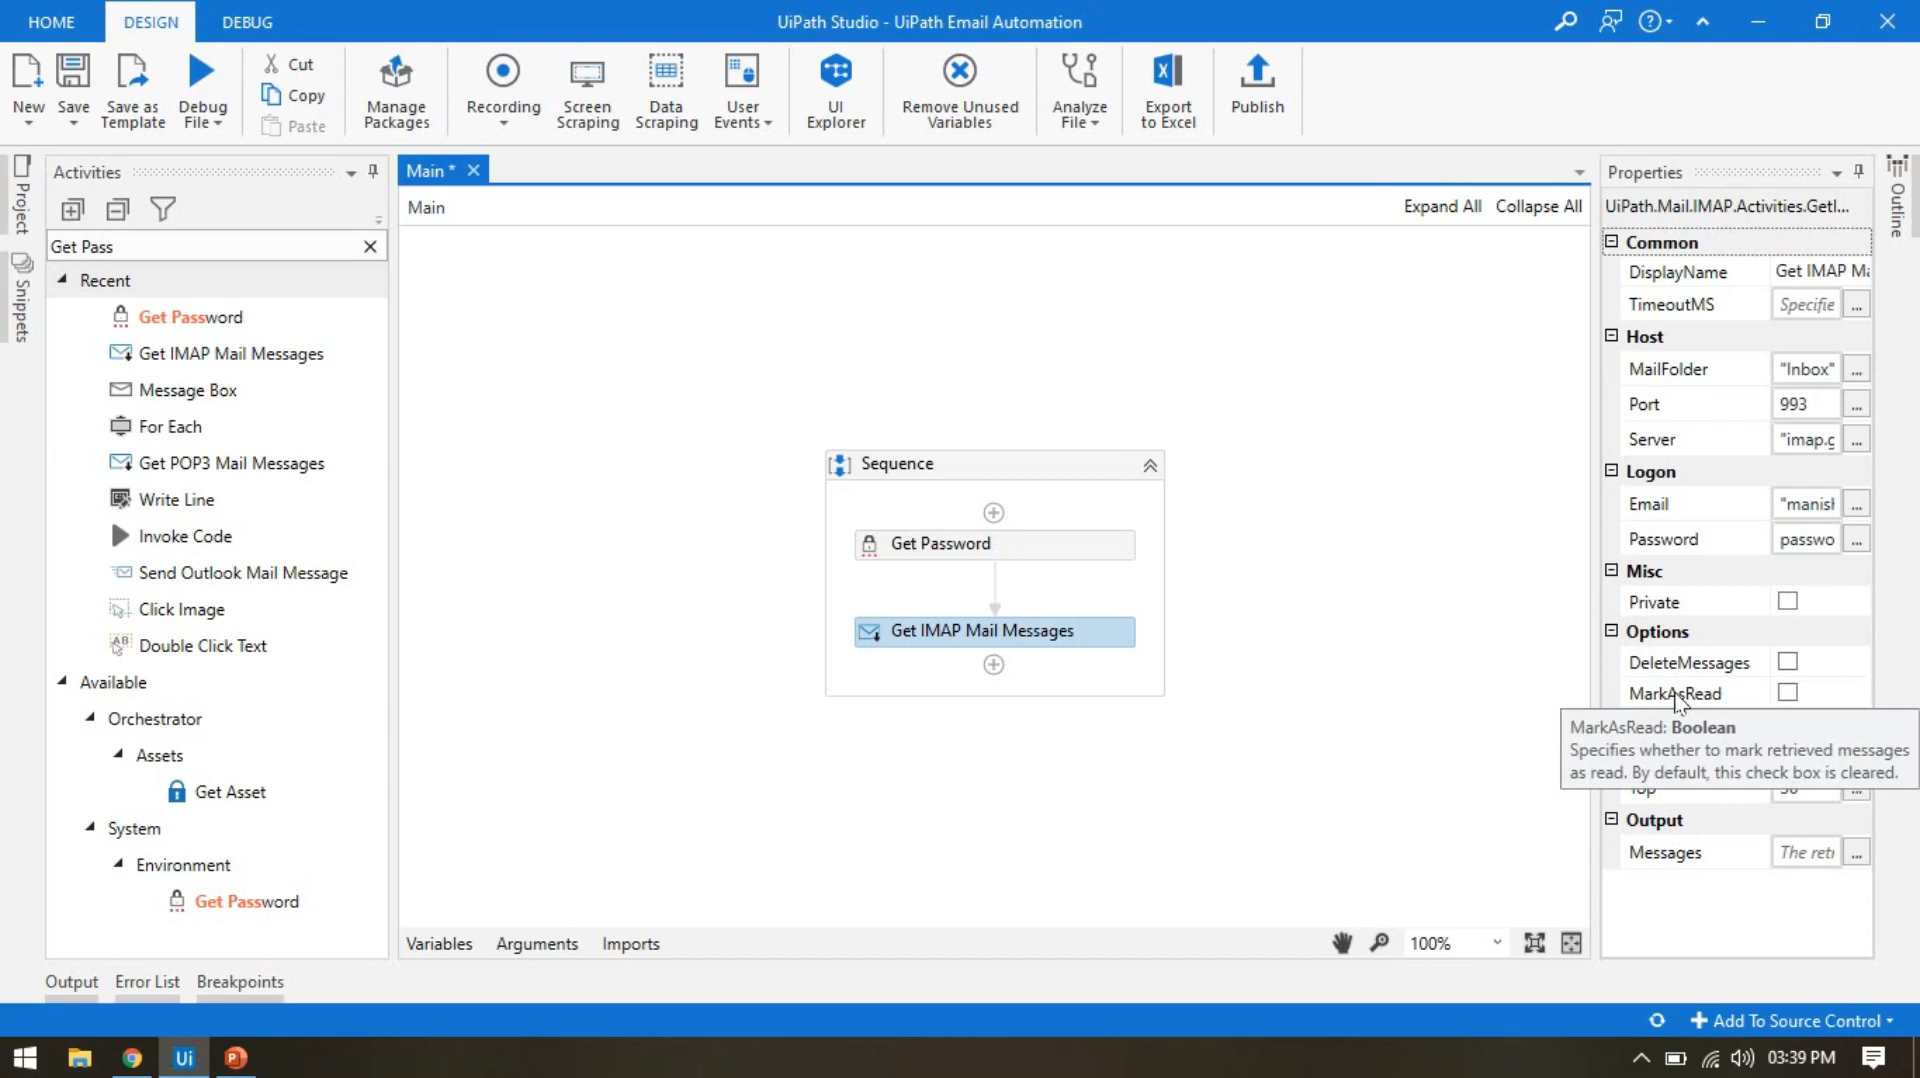 HOME DESIGN DEBUG
UiPath Studio - UiPath Email Automation
New
Save
Save as Template
Debug File
Cut
Copy
Paste
Manage Packages
Recording
Screen Scraping
Data Scraping
User Events
UI Explorer
Remove Unused Variables
Analyze File
Export to Excel
Publish
Project
Snippets
Activities
Get Pass
Recent
Get Password
Get IMAP Mail Messages
Message Box
For Each
Get POP3 Mail Messages
Write Line
Invoke Code
Send Outlook Mail Message
Click Image
Double Click Text
Available
Orchestrator
Assets
Get Asset
System
Environment
Get Password
Main *
Main
Expand All Collapse All
Sequence
Get Password
Get IMAP Mail Messages
Variables Arguments Imports
100%
Properties
UiPath.Mail.IMAP.Activities.GetI...
Common
DisplayName Get IMAP Ma
TimeoutMS Specifie ...
Host
MailFolder "Inbox" ...
Port 993 ...
Server "imap.g ...
Logon
Email "manish ...
Password passwo ...
Misc
Private
Options
DeleteMessages
MarkAsRead
MarkAsRead: Boolean
Specifies whether to mark retrieved messages
as read. By default, this check box is cleared.
Output
Messages The retr ...
Outline
Output Error List Breakpoints
Add To Source Control
Ui
03:39 PM